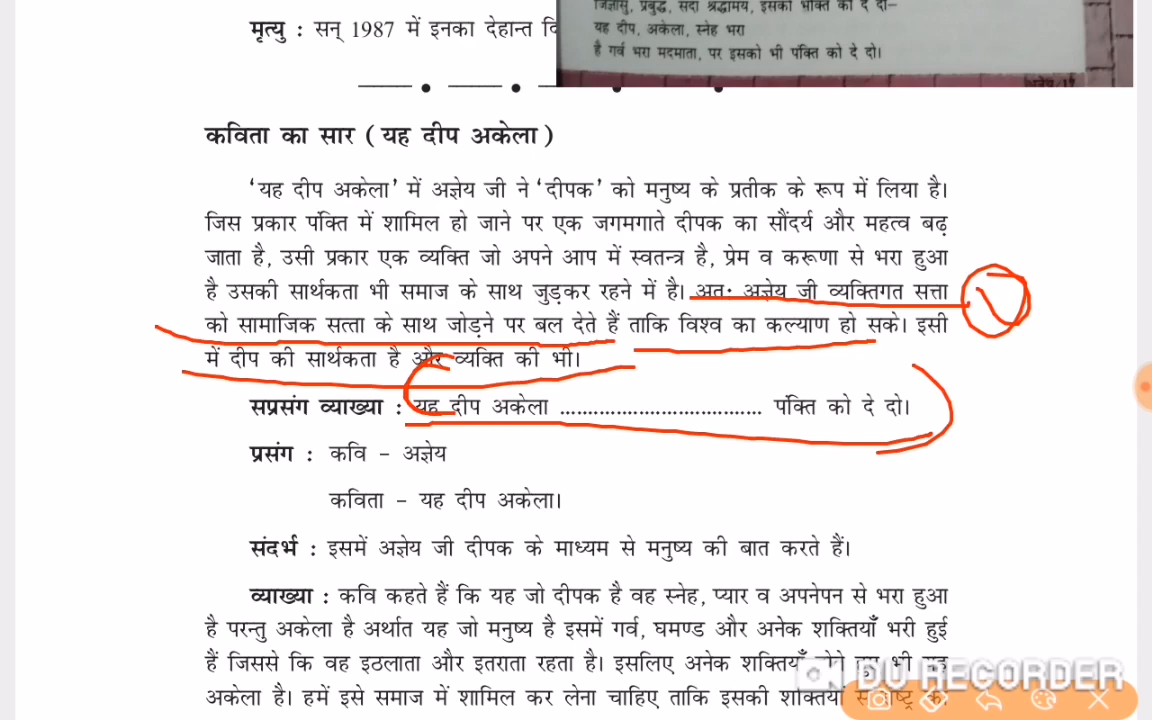 जिज्ञासु, प्रबुद्ध, सदा श्रद्धामय, इसको भक्ति को दे दो–
यह दीप, अकेला, स्नेह भरा
है गर्व भरा मदमाता, पर इसको भी पंक्ति को दे दो।
मृत्यु : सन् 1987 में इनका देहान्त
कविता का सार ( यह दीप अकेला )
'यह दीप अकेला' में अज्ञेय जी ने 'दीपक' को मनुष्य के प्रतीक के रूप में लिया है।
जिस प्रकार पंक्ति में शामिल हो जाने पर एक जगमगाते दीपक का सौंदर्य और महत्व बढ़
जाता है, उसी प्रकार एक व्यक्ति जो अपने आप में स्वतन्त्र है, प्रेम व करूणा से भरा हुआ
है उसकी सार्थकता भी समाज के साथ जुड़कर रहने में है। अतः अज्ञेय जी व्यक्तिगत सत्ता
को सामाजिक सत्ता के साथ जोड़ने पर बल देते हैं ताकि विश्व का कल्याण हो सके। इसी
में दीप की सार्थकता है और व्यक्ति की भी।
सप्रसंग व्याख्या : यह दीप अकेला .................................... पंक्ति को दे दो।
प्रसंग : कवि - अज्ञेय
कविता - यह दीप अकेला।
संदर्भ : इसमें अज्ञेय जी दीपक के माध्यम से मनुष्य की बात करते हैं।
व्याख्या : कवि कहते हैं कि यह जो दीपक है वह स्नेह, प्यार व अपनेपन से भरा हुआ
है परन्तु अकेला है अर्थात यह जो मनुष्य है इसमें गर्व, घमण्ड और अनेक शक्तियाँ भरी हुई
हैं जिससे कि वह इठलाता और इतराता रहता है। इसलिए अनेक शक्तियाँ भी यह
DU RECORDER
अकेला है। हमें इसे समाज में शामिल कर लेना चाहिए ताकि इसकी शक्तियाँ